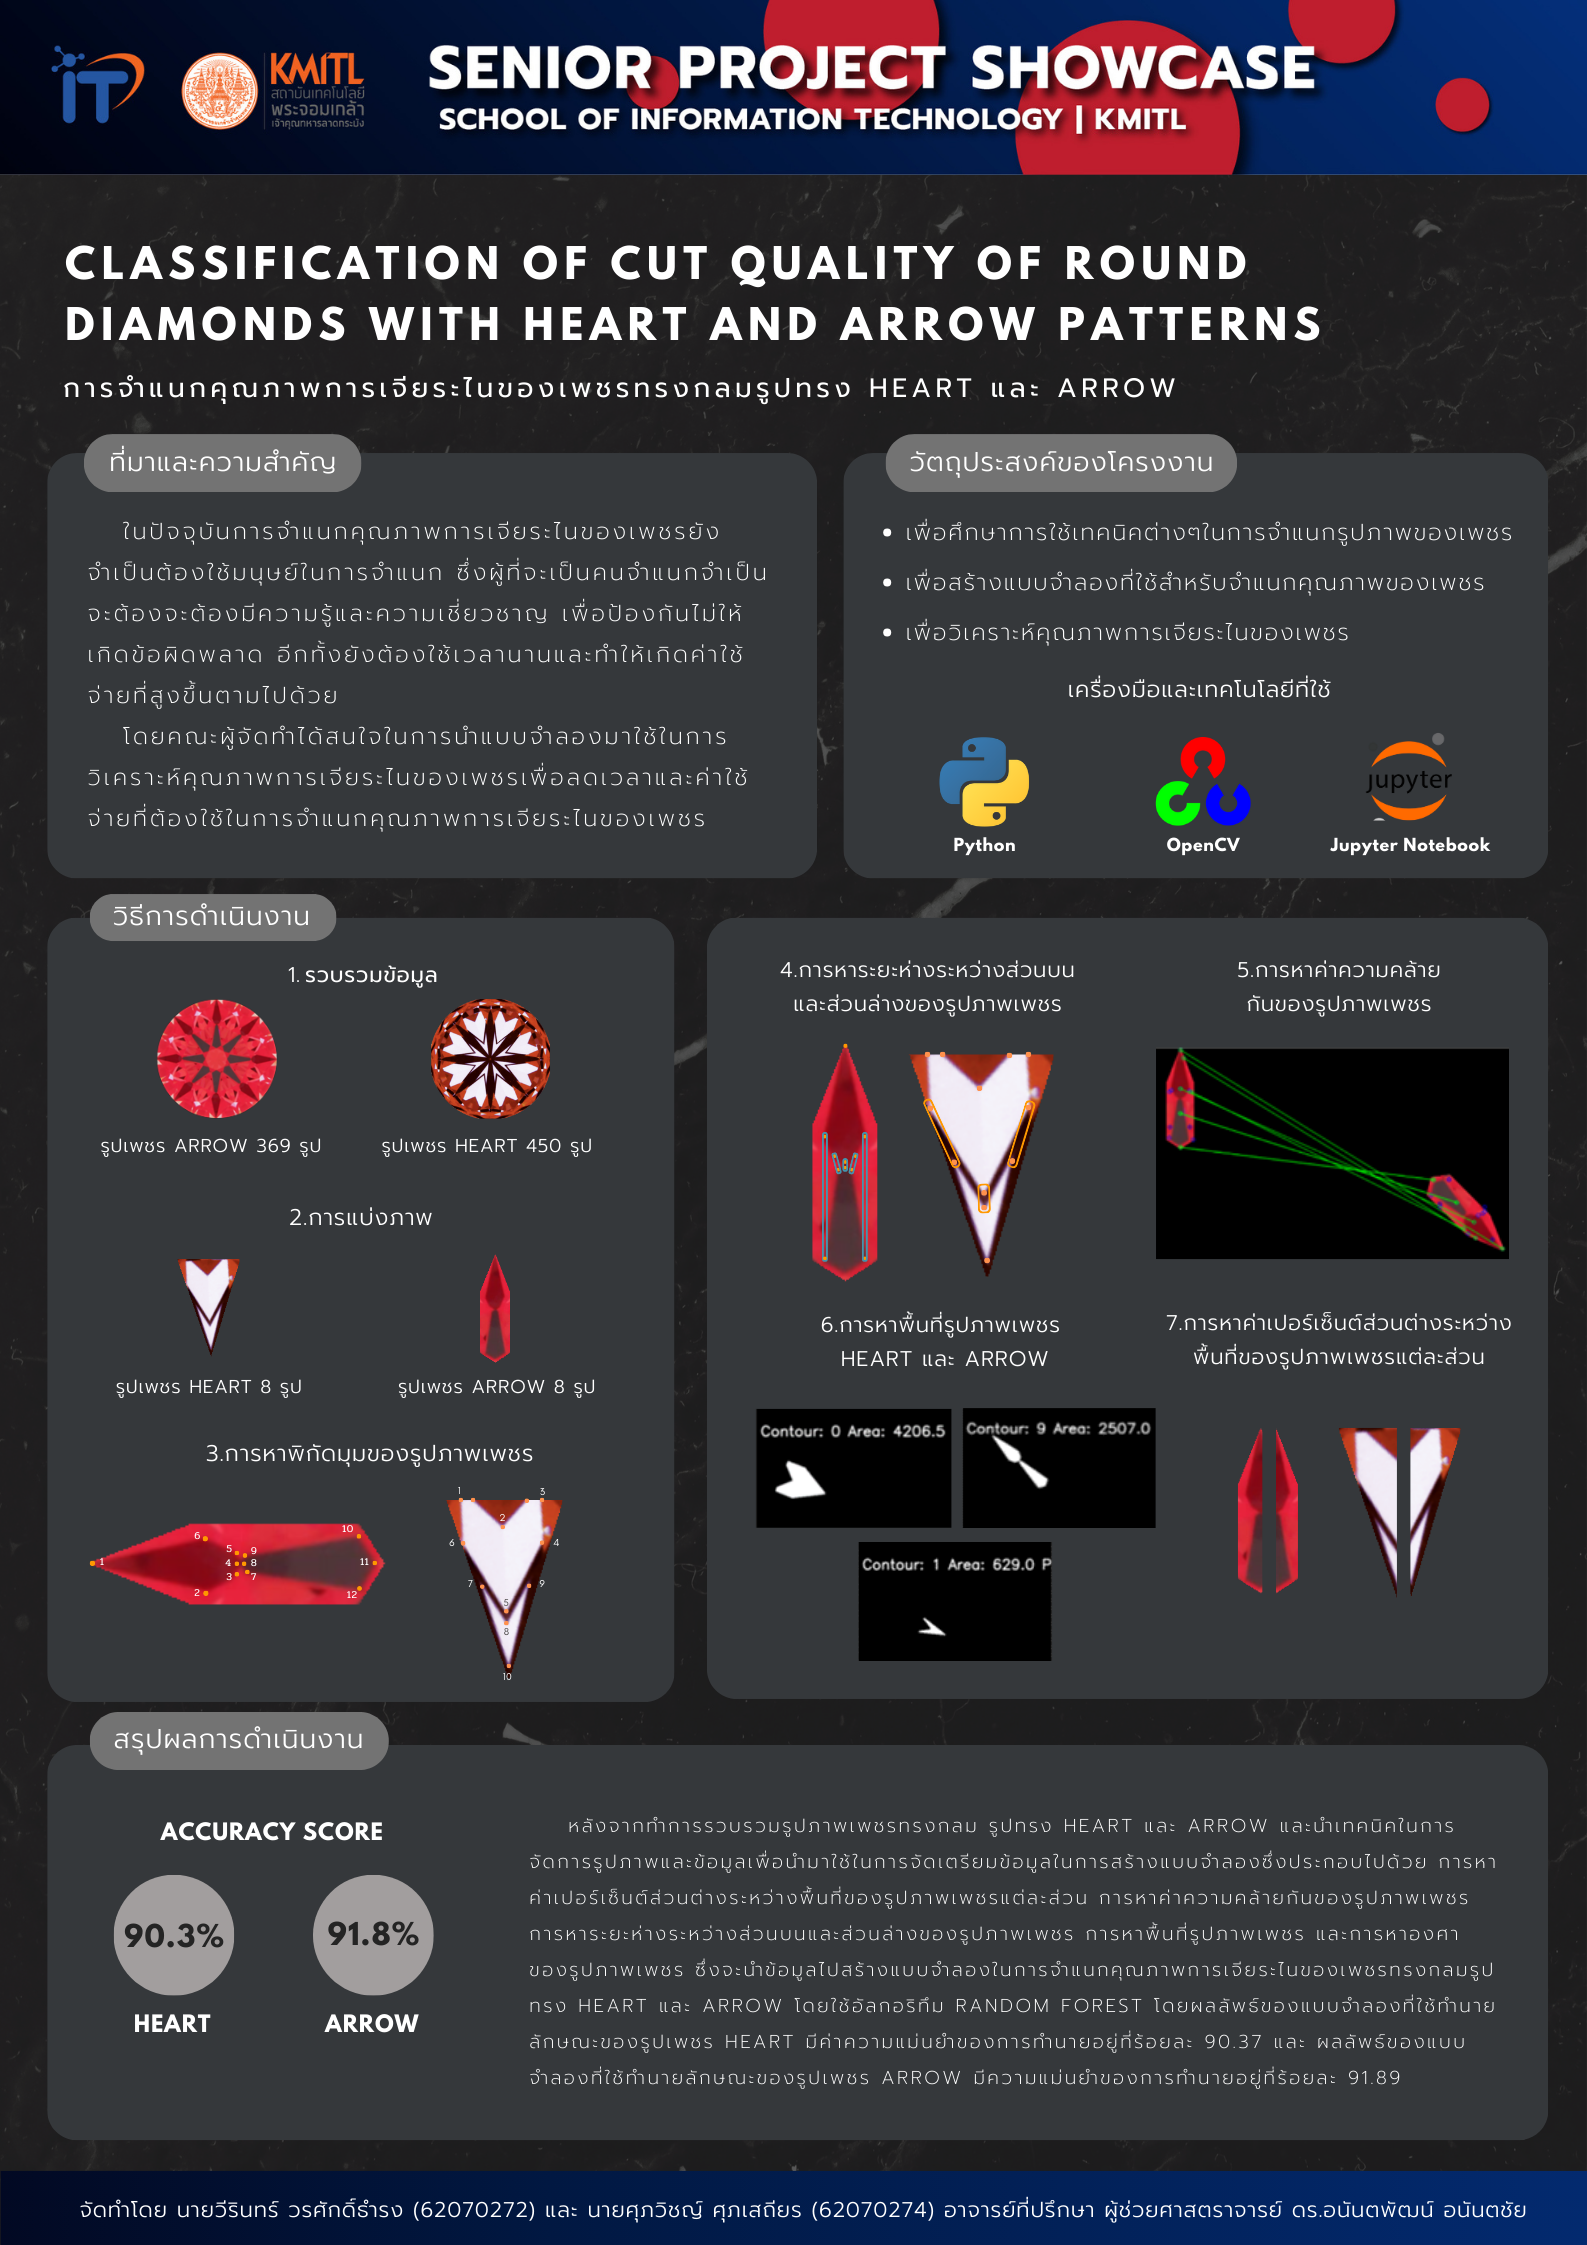 iT
KMITL
สถาบันเทคโนโลยี
พระจอมเกล้า
เจ้าคุณทหารลาดกระบัง
SENIOR PROJECT SHOWCASE
SCHOOL OF INFORMATION TECHNOLOGY | KMITL
CLASSIFICATION OF CUT QUALITY OF ROUND
DIAMONDS WITH HEART AND ARROW PATTERNS
การจำแนกคุณภาพการเจียระไนของเพชรทรงกลมรูปทรง HEART และ ARROW
ที่มาและความสำคัญ
ในปัจจุบันการจำแนกคุณภาพการเจียระไนของเพชรยัง
จำเป็นต้องใช้มนุษย์ในการจำแนก ซึ่งผู้ที่จะเป็นคนจำแนกจำเป็น
จะต้องจะต้องมีความรู้และความเชี่ยวชาญ เพื่อป้องกันไม่ให้
เกิดข้อผิดพลาด อีกทั้งยังต้องใช้เวลานานและทำให้เกิดค่าใช้
จ่ายที่สูงขึ้นตามไปด้วย
โดยคณะผู้จัดทำได้สนใจในการนำแบบจำลองมาใช้ในการ
วิเคราะห์คุณภาพการเจียระไนของเพชรเพื่อลดเวลาและค่าใช้
จ่ายที่ต้องใช้ในการจำแนกคุณภาพการเจียระไนของเพชร
วัตถุประสงค์ของโครงงาน
• เพื่อศึกษาการใช้เทคนิคต่างๆในการจำแนกรูปภาพของเพชร
• เพื่อสร้างแบบจำลองที่ใช้สำหรับจำแนกคุณภาพของเพชร
• เพื่อวิเคราะห์คุณภาพการเจียระไนของเพชร
เครื่องมือและเทคโนโลยีที่ใช้
jupyter
Python
OpenCV
Jupyter Notebook
วิธีการดำเนินงาน
1. รวบรวมข้อมูล
รูปเพชร ARROW 369 รูป
รูปเพชร HEART 450 รูป
2.การแบ่งภาพ
รูปเพชร HEART 8 รูป
รูปเพชร ARROW 8 รูป
3.การหาพิกัดมุมของรูปภาพเพชร
1
2
3
4
5
6
7
8
9
10
11
12
1
2
3
4
5
6
7
8
9
10
4.การหาระยะห่างระหว่างส่วนบน
และส่วนล่างของรูปภาพเพชร
5.การหาค่าความคล้าย
กันของรูปภาพเพชร
6.การหาพื้นที่รูปภาพเพชร
HEART และ ARROW
Contour: 0 Area: 4206.5
Contour: 9 Area: 2507.0
Contour: 1 Area: 629.0 P
7.การหาค่าเปอร์เซ็นต์ส่วนต่างระหว่าง
พื้นที่ของรูปภาพเพชรแต่ละส่วน
สรุปผลการดำเนินงาน
ACCURACY SCORE
90.3%
91.8%
HEART
ARROW
หลังจากทำการรวบรวมรูปภาพเพชรทรงกลม รูปทรง HEART และ ARROW และนำเทคนิคในการ
จัดการรูปภาพและข้อมูลเพื่อนำมาใช้ในการจัดเตรียมข้อมูลในการสร้างแบบจำลองซึ่งประกอบไปด้วย การหา
ค่าเปอร์เซ็นต์ส่วนต่างระหว่างพื้นที่ของรูปภาพเพชรแต่ละส่วน การหาค่าความคล้ายกันของรูปภาพเพชร
การหาระยะห่างระหว่างส่วนบนและส่วนล่างของรูปภาพเพชร การหาพื้นที่รูปภาพเพชร และการหาองศา
ของรูปภาพเพชร ซึ่งจะนำข้อมูลไปสร้างแบบจำลองในการจำแนกคุณภาพการเจียระไนของเพชรทรงกลมรูป
ทรง HEART และ ARROW โดยใช้อัลกอริทึม RANDOM FOREST โดยผลลัพธ์ของแบบจำลองที่ใช้ทำนาย
ลักษณะของรูปเพชร HEART มีค่าความแม่นยำของการทำนายอยู่ที่ร้อยละ 90.37 และ ผลลัพธ์ของแบบ
จำลองที่ใช้ทำนายลักษณะของรูปเพชร ARROW มีความแม่นยำของการทำนายอยู่ที่ร้อยละ 91.89
จัดทำโดย นายวีรินทร์ วรศักดิ์ธำรง (62070272) และ นายศุภวิชญ์ ศุภเสถียร (62070274) อาจารย์ที่ปรึกษา ผู้ช่วยศาสตราจารย์ ดร.อนันตพัฒน์ อนันตชัย